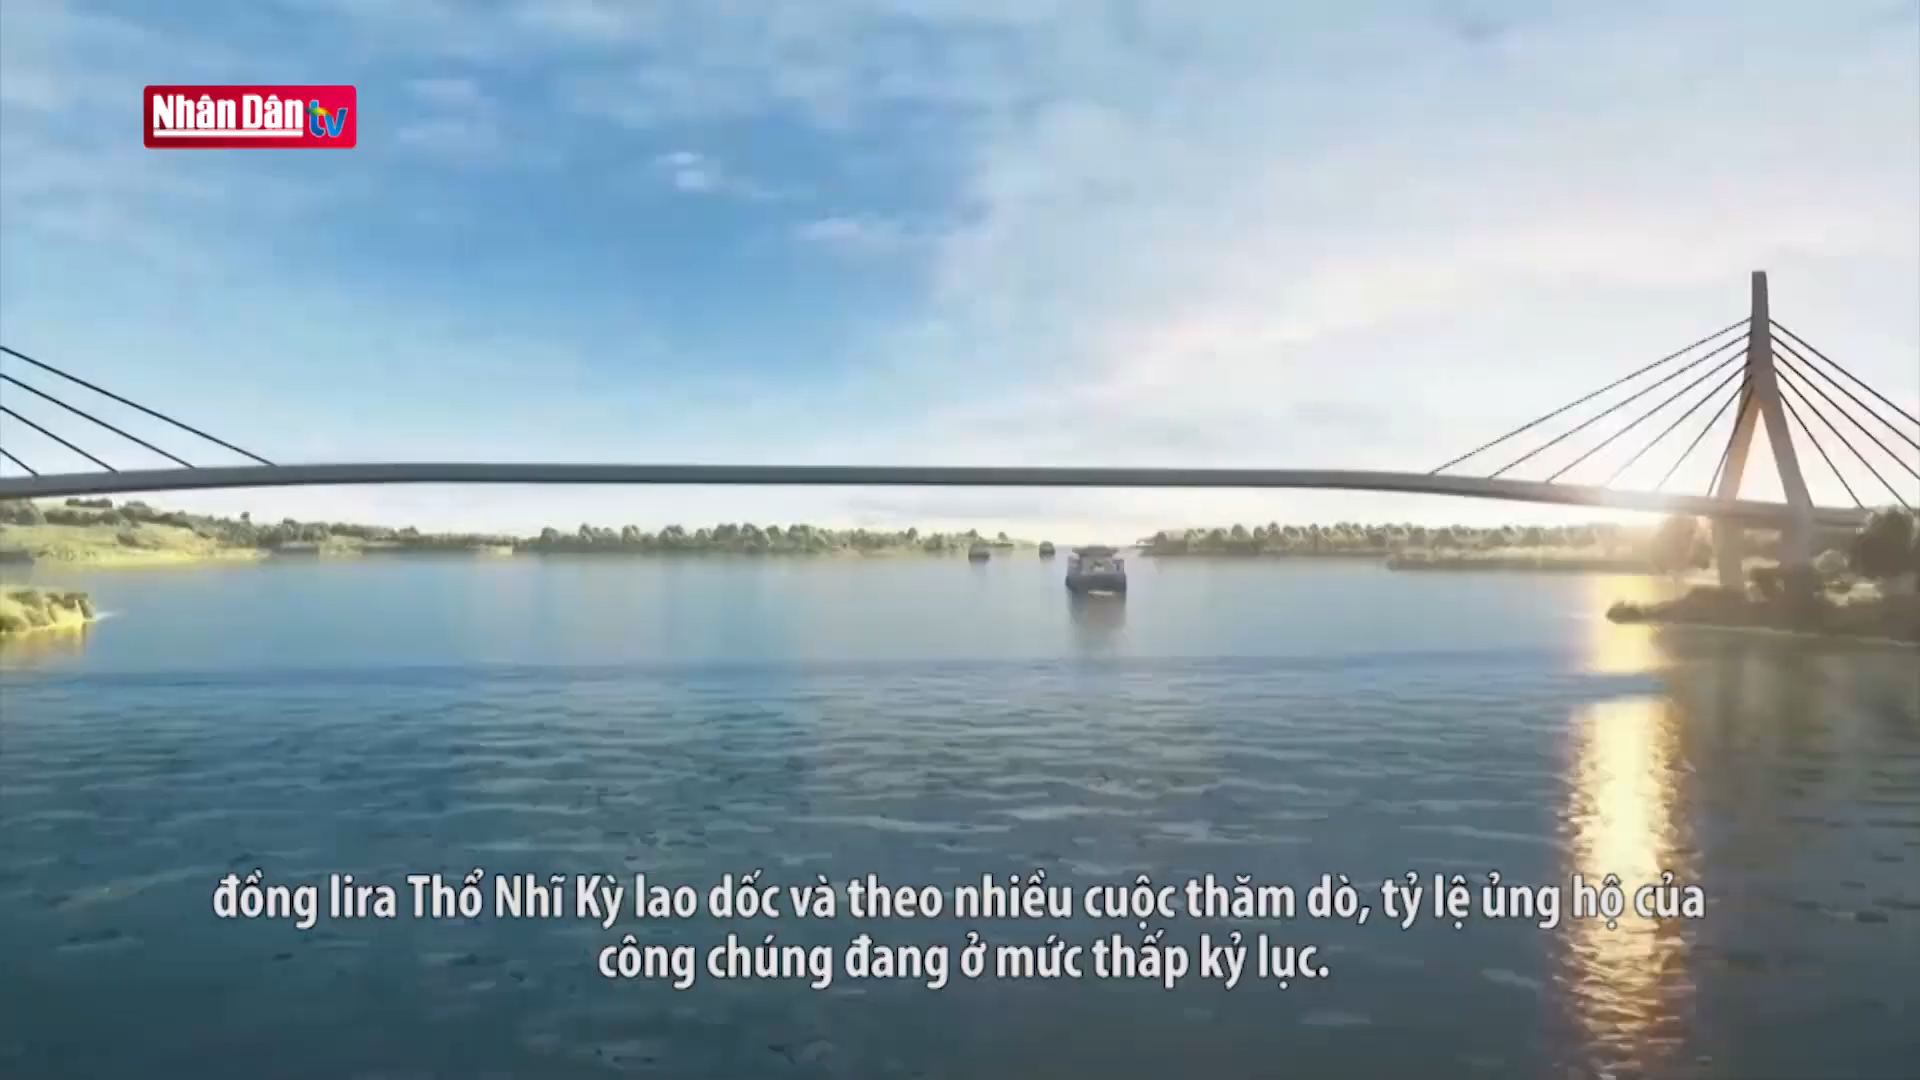 Nhân Dân tv
đồng lira Thổ Nhĩ Kỳ lao dốc và theo nhiều cuộc thăm dò, tỷ lệ ủng hộ của
công chúng đang ở mức thấp kỷ lục.